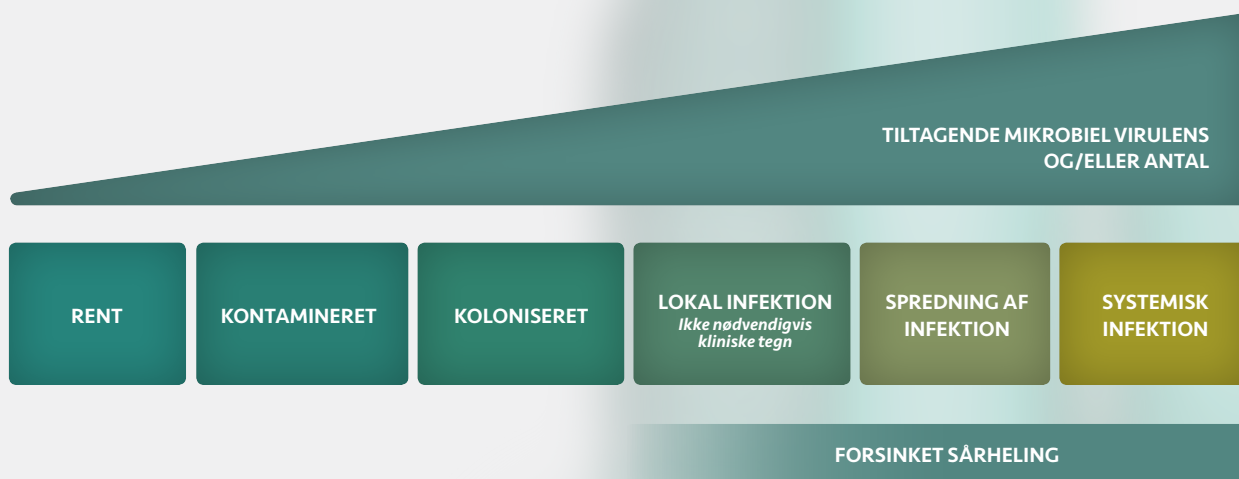 TILTAGENDE MIKROBIEL VIRULENS
OG/ELLER ANTAL
RENT
KONTAMINERET
KOLONISERET
LOKAL INFEKTION
Ikke nødvendigvis
kliniske tegn
SPREDNING AF
INFEKTION
SYSTEMISK
INFEKTION
FORSINKET SÅRHELING